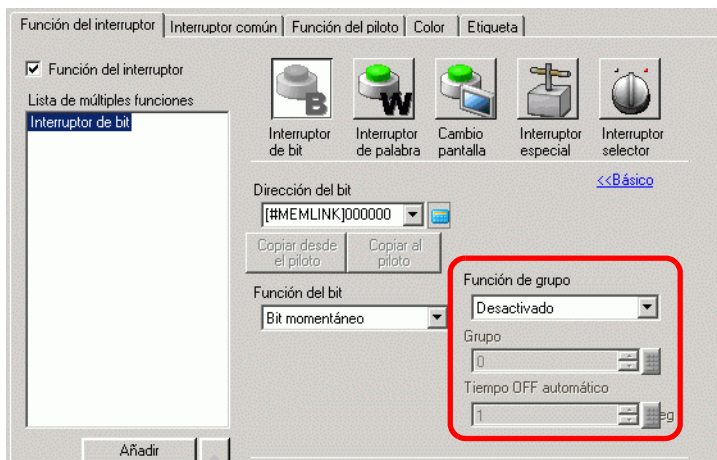 Función del interruptor Interruptor común Función del piloto Color Etiqueta
Función del interruptor
Lista de múltiples funciones
Interruptor de bit
B
W
Interruptor de bit
Interruptor de palabra
Cambio pantalla
Interruptor especial
Interruptor selector
<<Básico
Dirección del bit
[#MEMLINK]000000
Copiar desde el piloto
Copiar al piloto
Función del bit
Bit momentáneo
Función de grupo
Desactivado
Grupo
0
Tiempo OFF automático
1
eg
Añadir